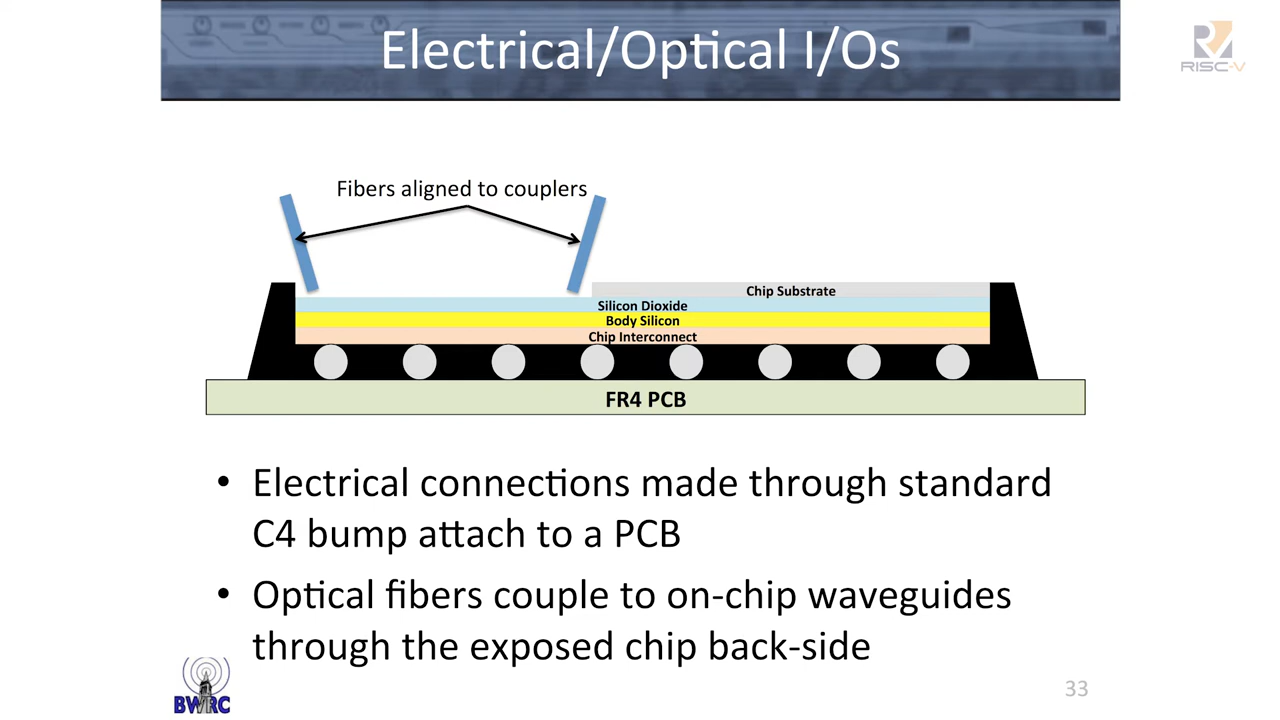 Electrical/Optical I/Os
RISC-V
Fibers aligned to couplers
Chip Substrate
Silicon Dioxide
Body Silicon
Chip Interconnect
FR4 PCB
• Electrical connections made through standard
C4 bump attach to a PCB
• Optical fibers couple to on-chip waveguides
through the exposed chip back-side
BWRC
33